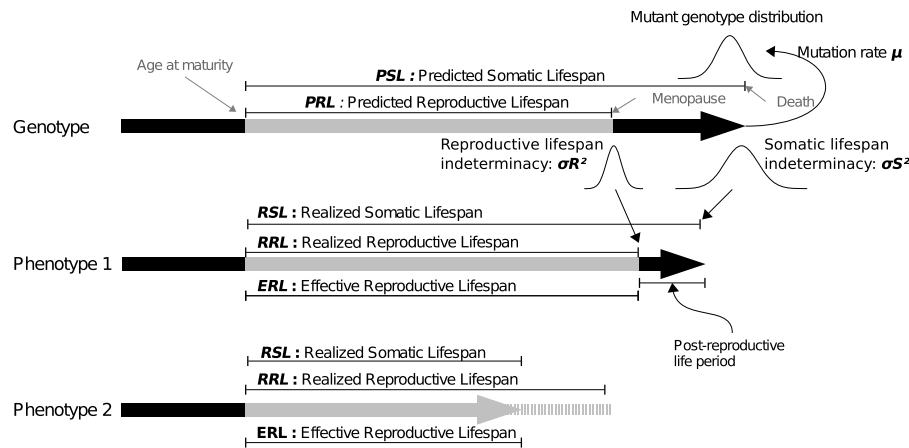 Mutant genotype distribution
Mutation rate μ
Age at maturity
PSL : Predicted Somatic Lifespan
PRL : Predicted Reproductive Lifespan
Menopause
Death
Genotype
Reproductive lifespan
indeterminacy: σR²
Somatic lifespan
indeterminacy: σS²
RSL : Realized Somatic Lifespan
RRL : Realized Reproductive Lifespan
Phenotype 1
ERL : Effective Reproductive Lifespan
Post-reproductive
life period
RSL : Realized Somatic Lifespan
RRL : Realized Reproductive Lifespan
Phenotype 2
ERL : Effective Reproductive Lifespan